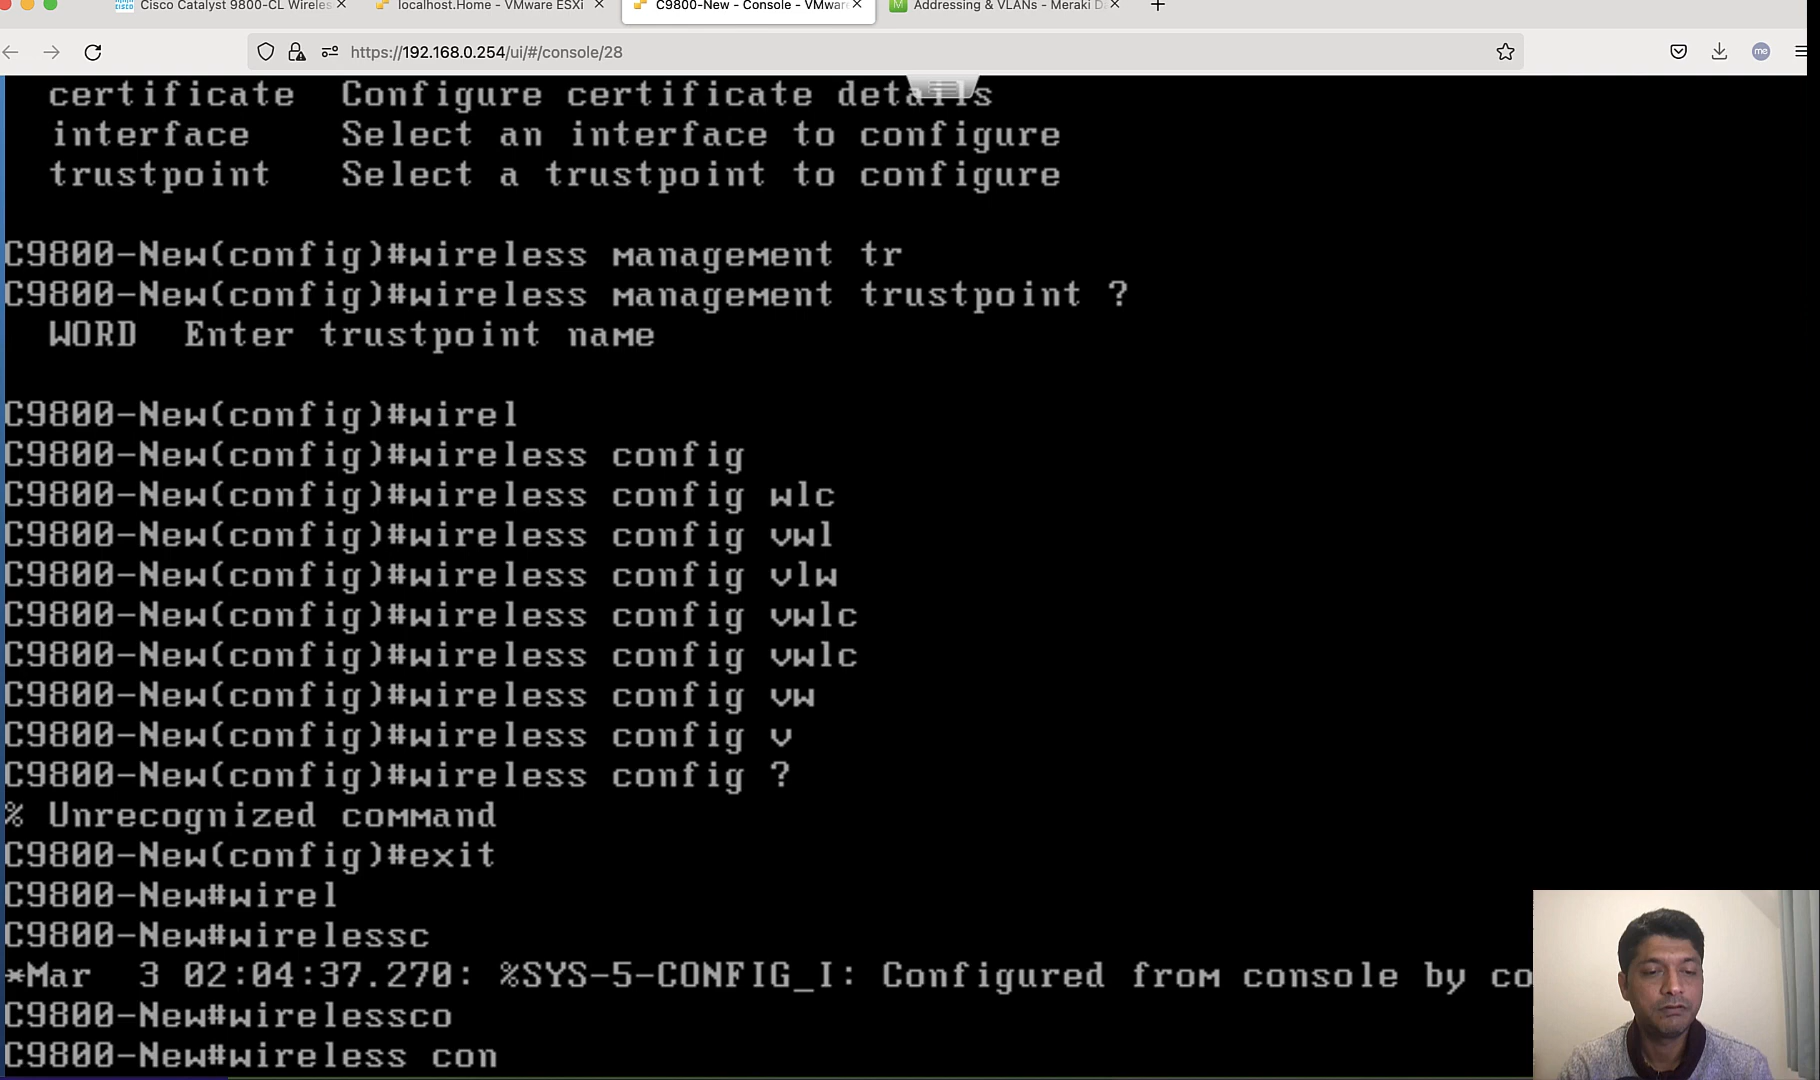 Cisco Catalyst 9800-CL Wireles
localhost.Home - VMware ESXi
C9800-New - Console - VMware
Addressing & VLANs - Meraki D
https://192.168.0.254/ui/#/console/28
me
certificate Configure certificate details
interface Select an interface to configure
trustpoint Select a trustpoint to configure
C9800-New(config)#wireless management tr
C9800-New(config)#wireless management trustpoint ?
WORD Enter trustpoint name
C9800-New(config)#wirel
C9800-New(config)#wireless config
C9800-New(config)#wireless config wlc
C9800-New(config)#wireless config vwl
C9800-New(config)#wireless config vlw
C9800-New(config)#wireless config vwlc
C9800-New(config)#wireless config vwlc
C9800-New(config)#wireless config vw
C9800-New(config)#wireless config v
C9800-New(config)#wireless config ?
% Unrecognized command
C9800-New(config)#exit
C9800-New#wirel
C9800-New#wirelessc
*Mar 3 02:04:37.270: %SYS-5-CONFIG_I: Configured from console by co
C9800-New#wirelessco
C9800-New#wireless con